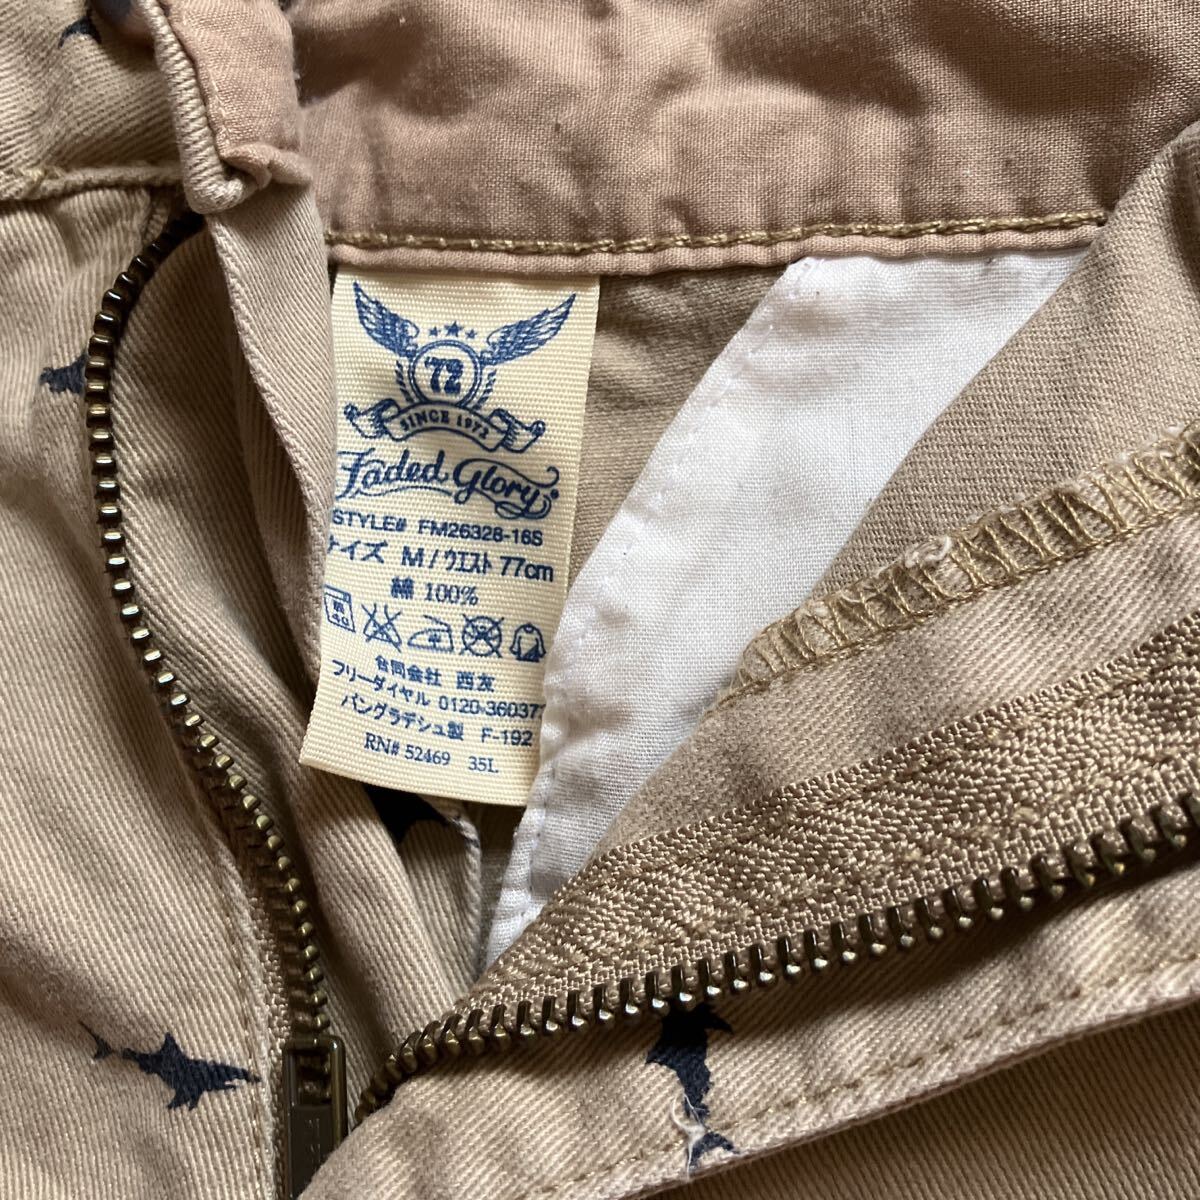 '72
SINCE 1972
Faded Glory
STYLE# FM26328-16S
サイズ M/ウエスト 77cm
綿 100%
合同会社 西友
フリーダイヤル 0120-360371
バングラデシュ製 F-192
RN# 52469 35L